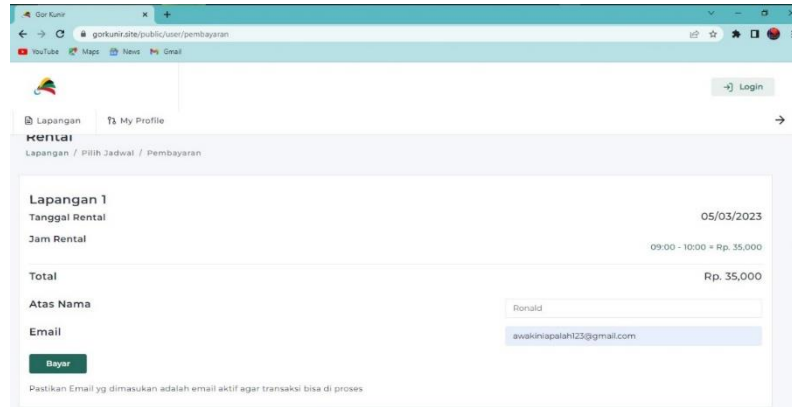 Gor Kunir
gorkunir.site/public/user/pembayaran
YouTube Maps News Gmail
Login
Lapangan My Profile
Rental
Lapangan / Pilih Jadwal / Pembayaran
Lapangan 1
Tanggal Rental 05/03/2023
Jam Rental 09:00 - 10:00 = Rp. 35,000
Total Rp. 35,000
Atas Nama Ronald
Email awakiniapalah123@gmail.com
Bayar
Pastikan Email yg dimasukan adalah email aktif agar transaksi bisa di proses